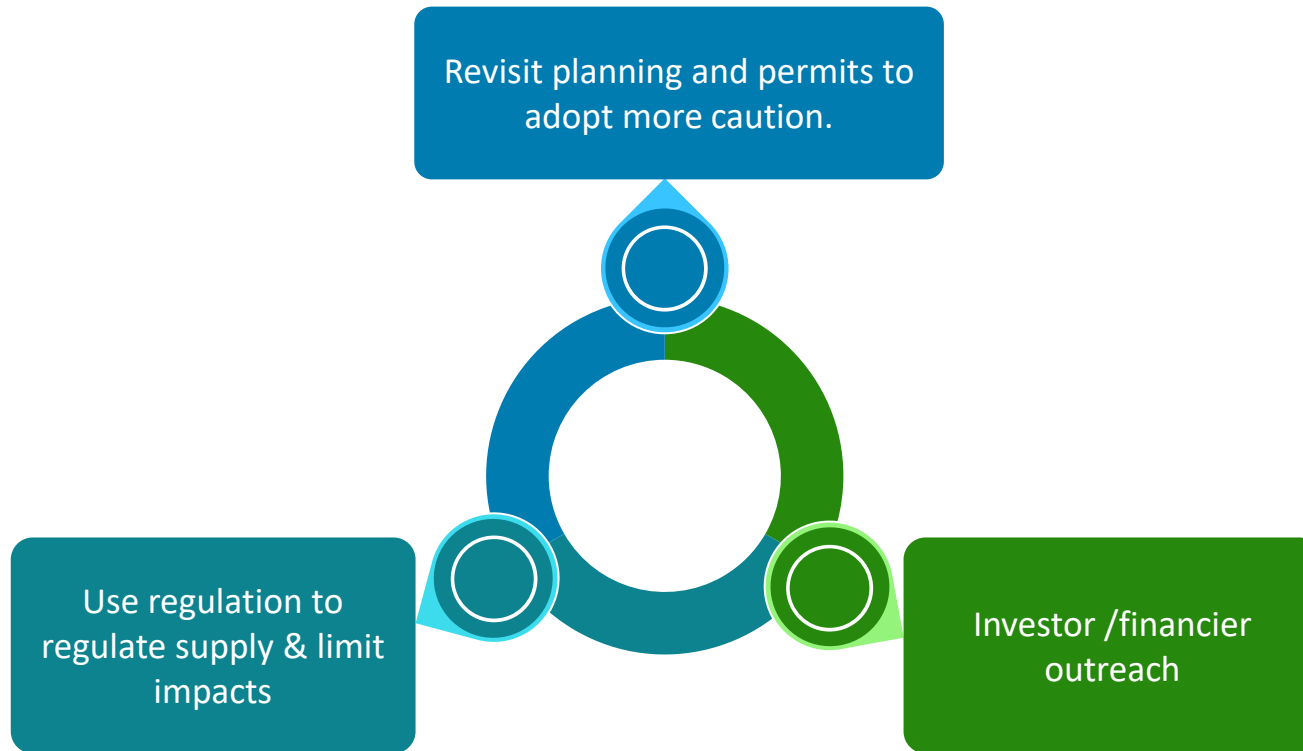 Revisit planning and permits to
adopt more caution.
Use regulation to
regulate supply & limit
impacts
Investor /financier
outreach